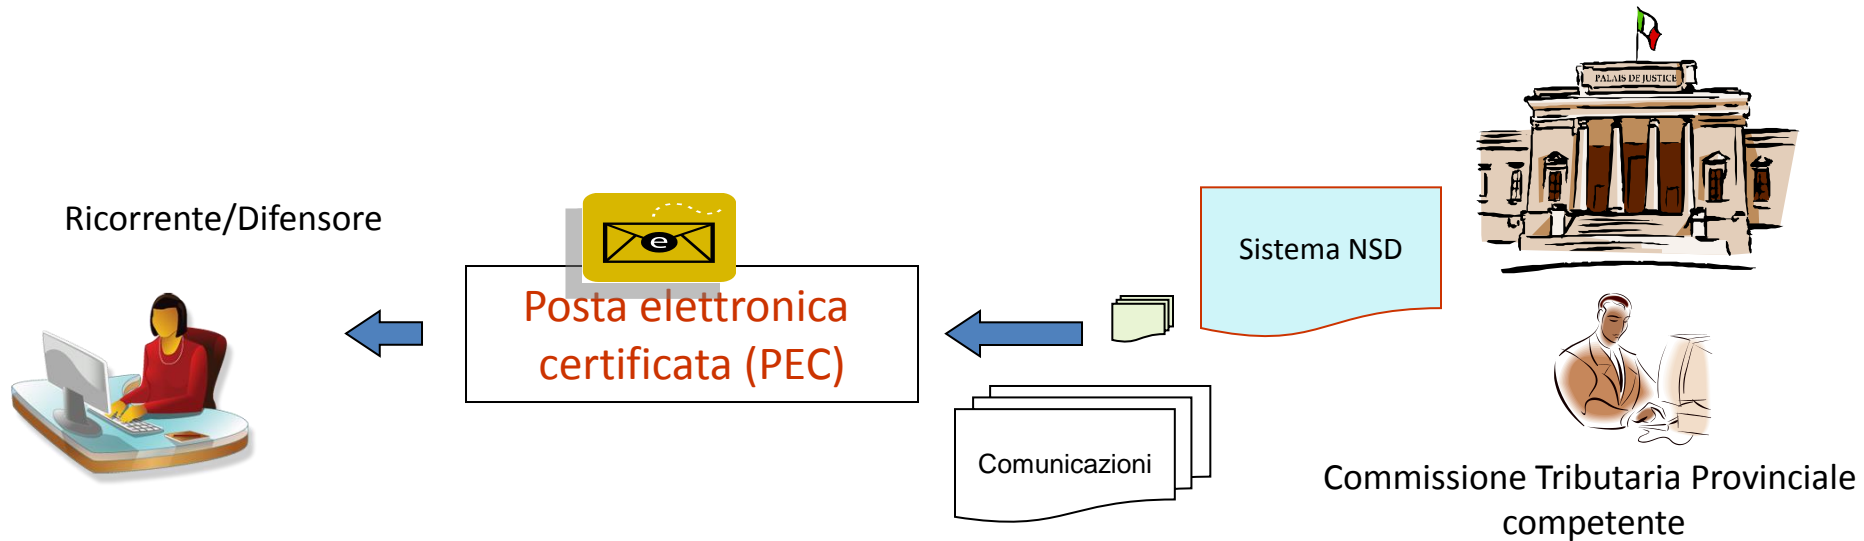 PALAIS DE JUSTICE
Ricorrente/Difensore
e
Sistema NSD
Posta elettronica
certificata (PEC)
Comunicazioni
Commissione Tributaria Provinciale
competente